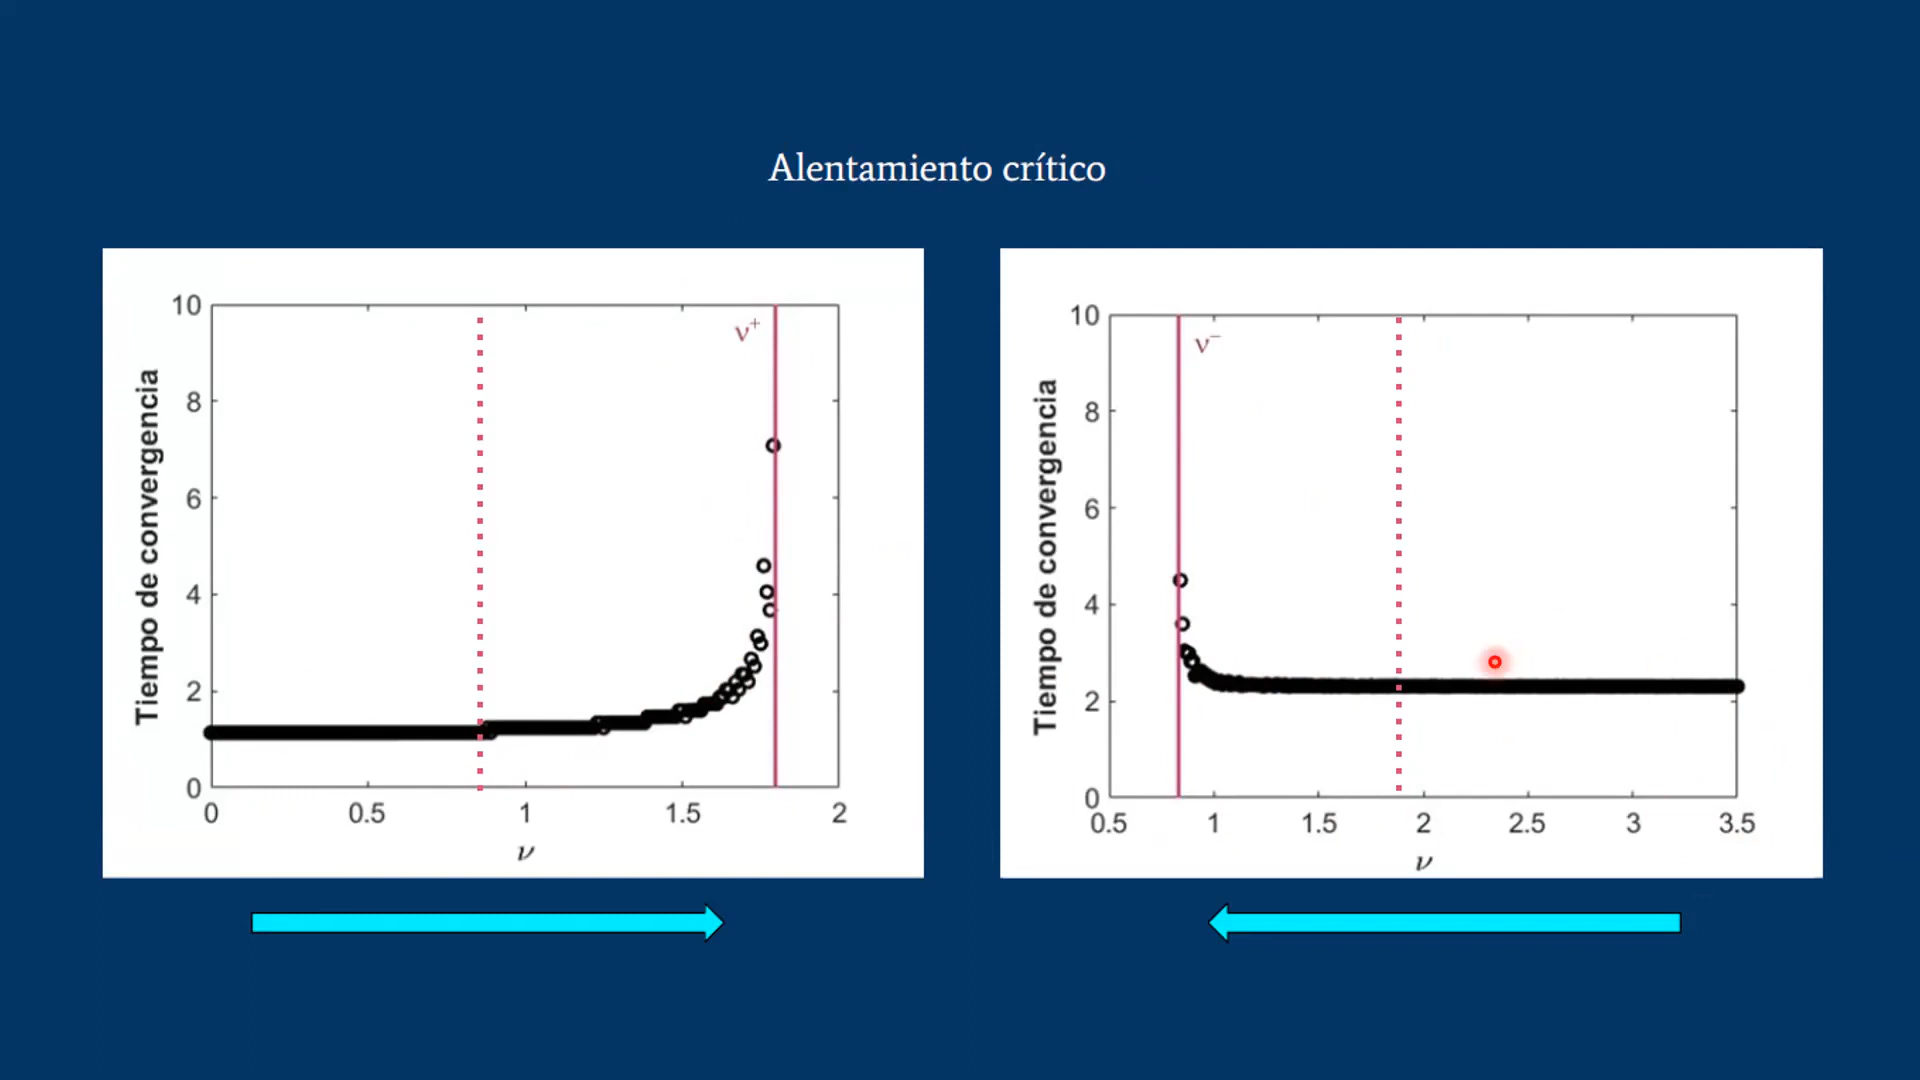 Alentamiento crítico
Tiempo de convergencia
10
8
6
4
2
0
ν⁺
0 0.5 1 1.5 2
ν
Tiempo de convergencia
10
8
6
4
2
0
ν⁻
0.5 1 1.5 2 2.5 3 3.5
ν